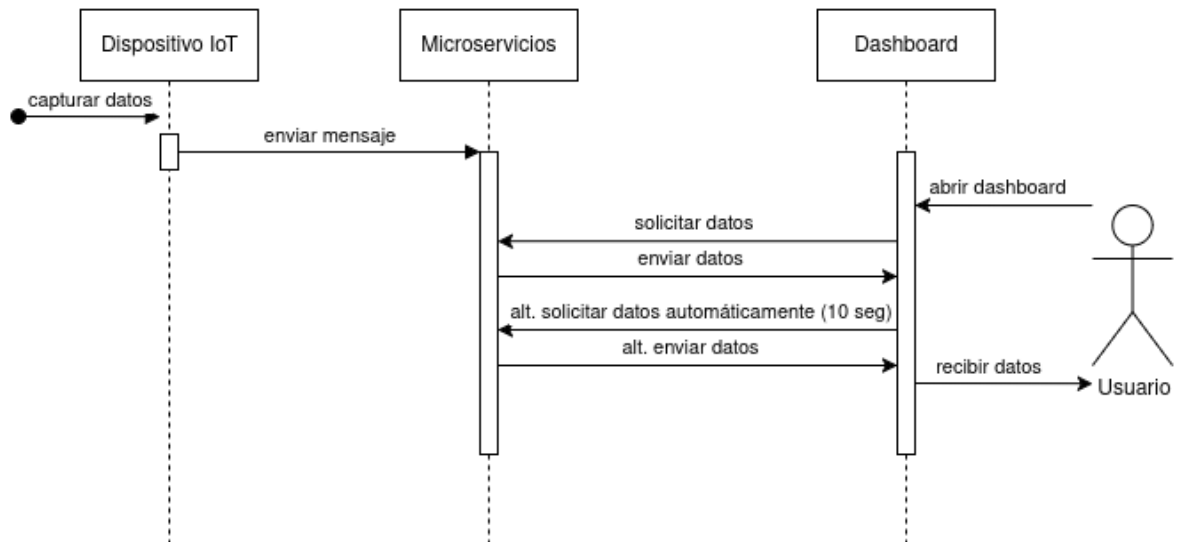 Dispositivo IoT
Microservicios
Dashboard
capturar datos
enviar mensaje
abrir dashboard
solicitar datos
enviar datos
alt. solicitar datos automáticamente (10 seg)
alt. enviar datos
recibir datos
Usuario